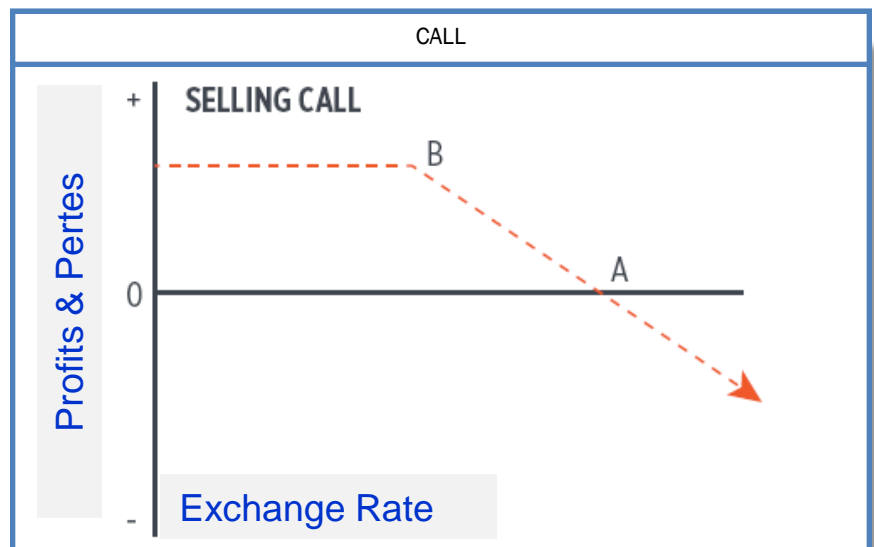 CALL
+
SELLING CALL
B
Profits & Pertes
A
0
Exchange Rate
-